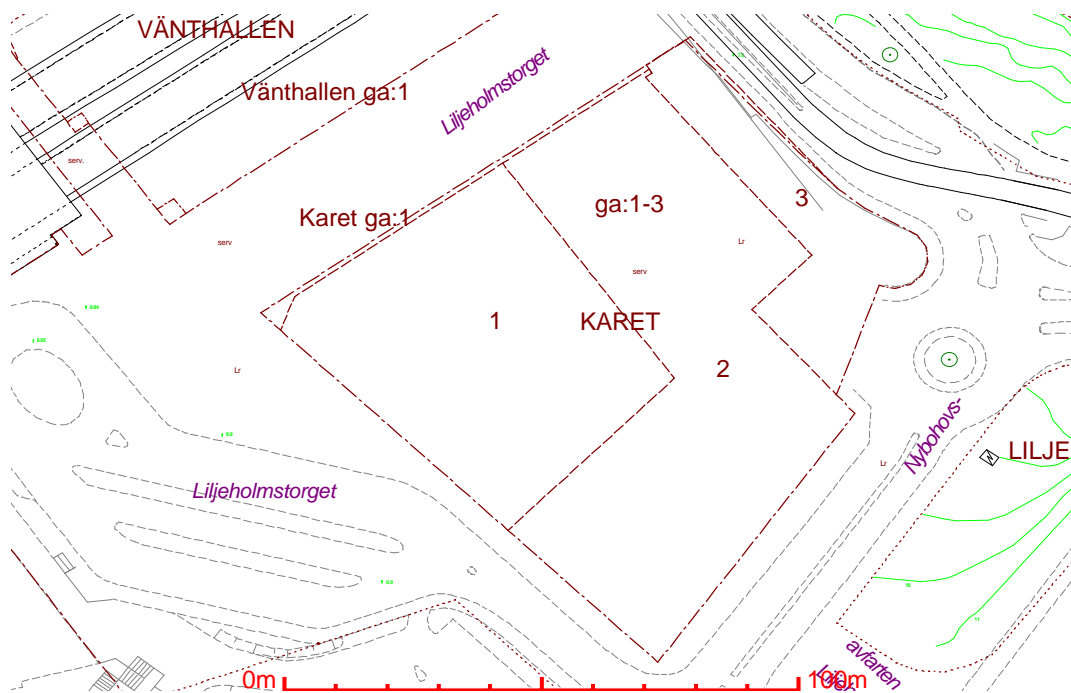 VÄNTHALLEN
Liljeholmstorget
Vänthallen ga:1
serv.
3
ga:1-3
Karet ga:1
serv
Lr
serv
1
KARET
2
Lr
Nybohovs-
LILJE
Lr
Liljeholmstorget
avfarten
0m
100m